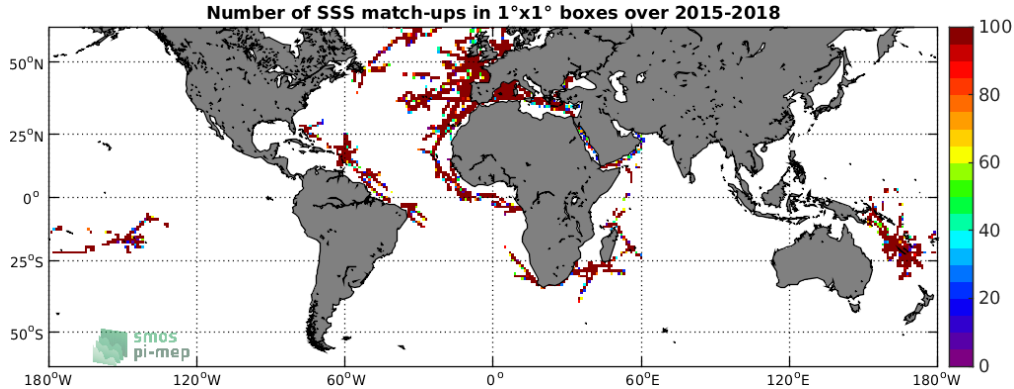 Number of SSS match-ups in 1°x1° boxes over 2015-2018
50°N
25°N
0°
25°S
50°S
180°W
120°W
60°W
0°
60°E
120°E
180°W
100
80
60
40
20
0
smos
pi-mep